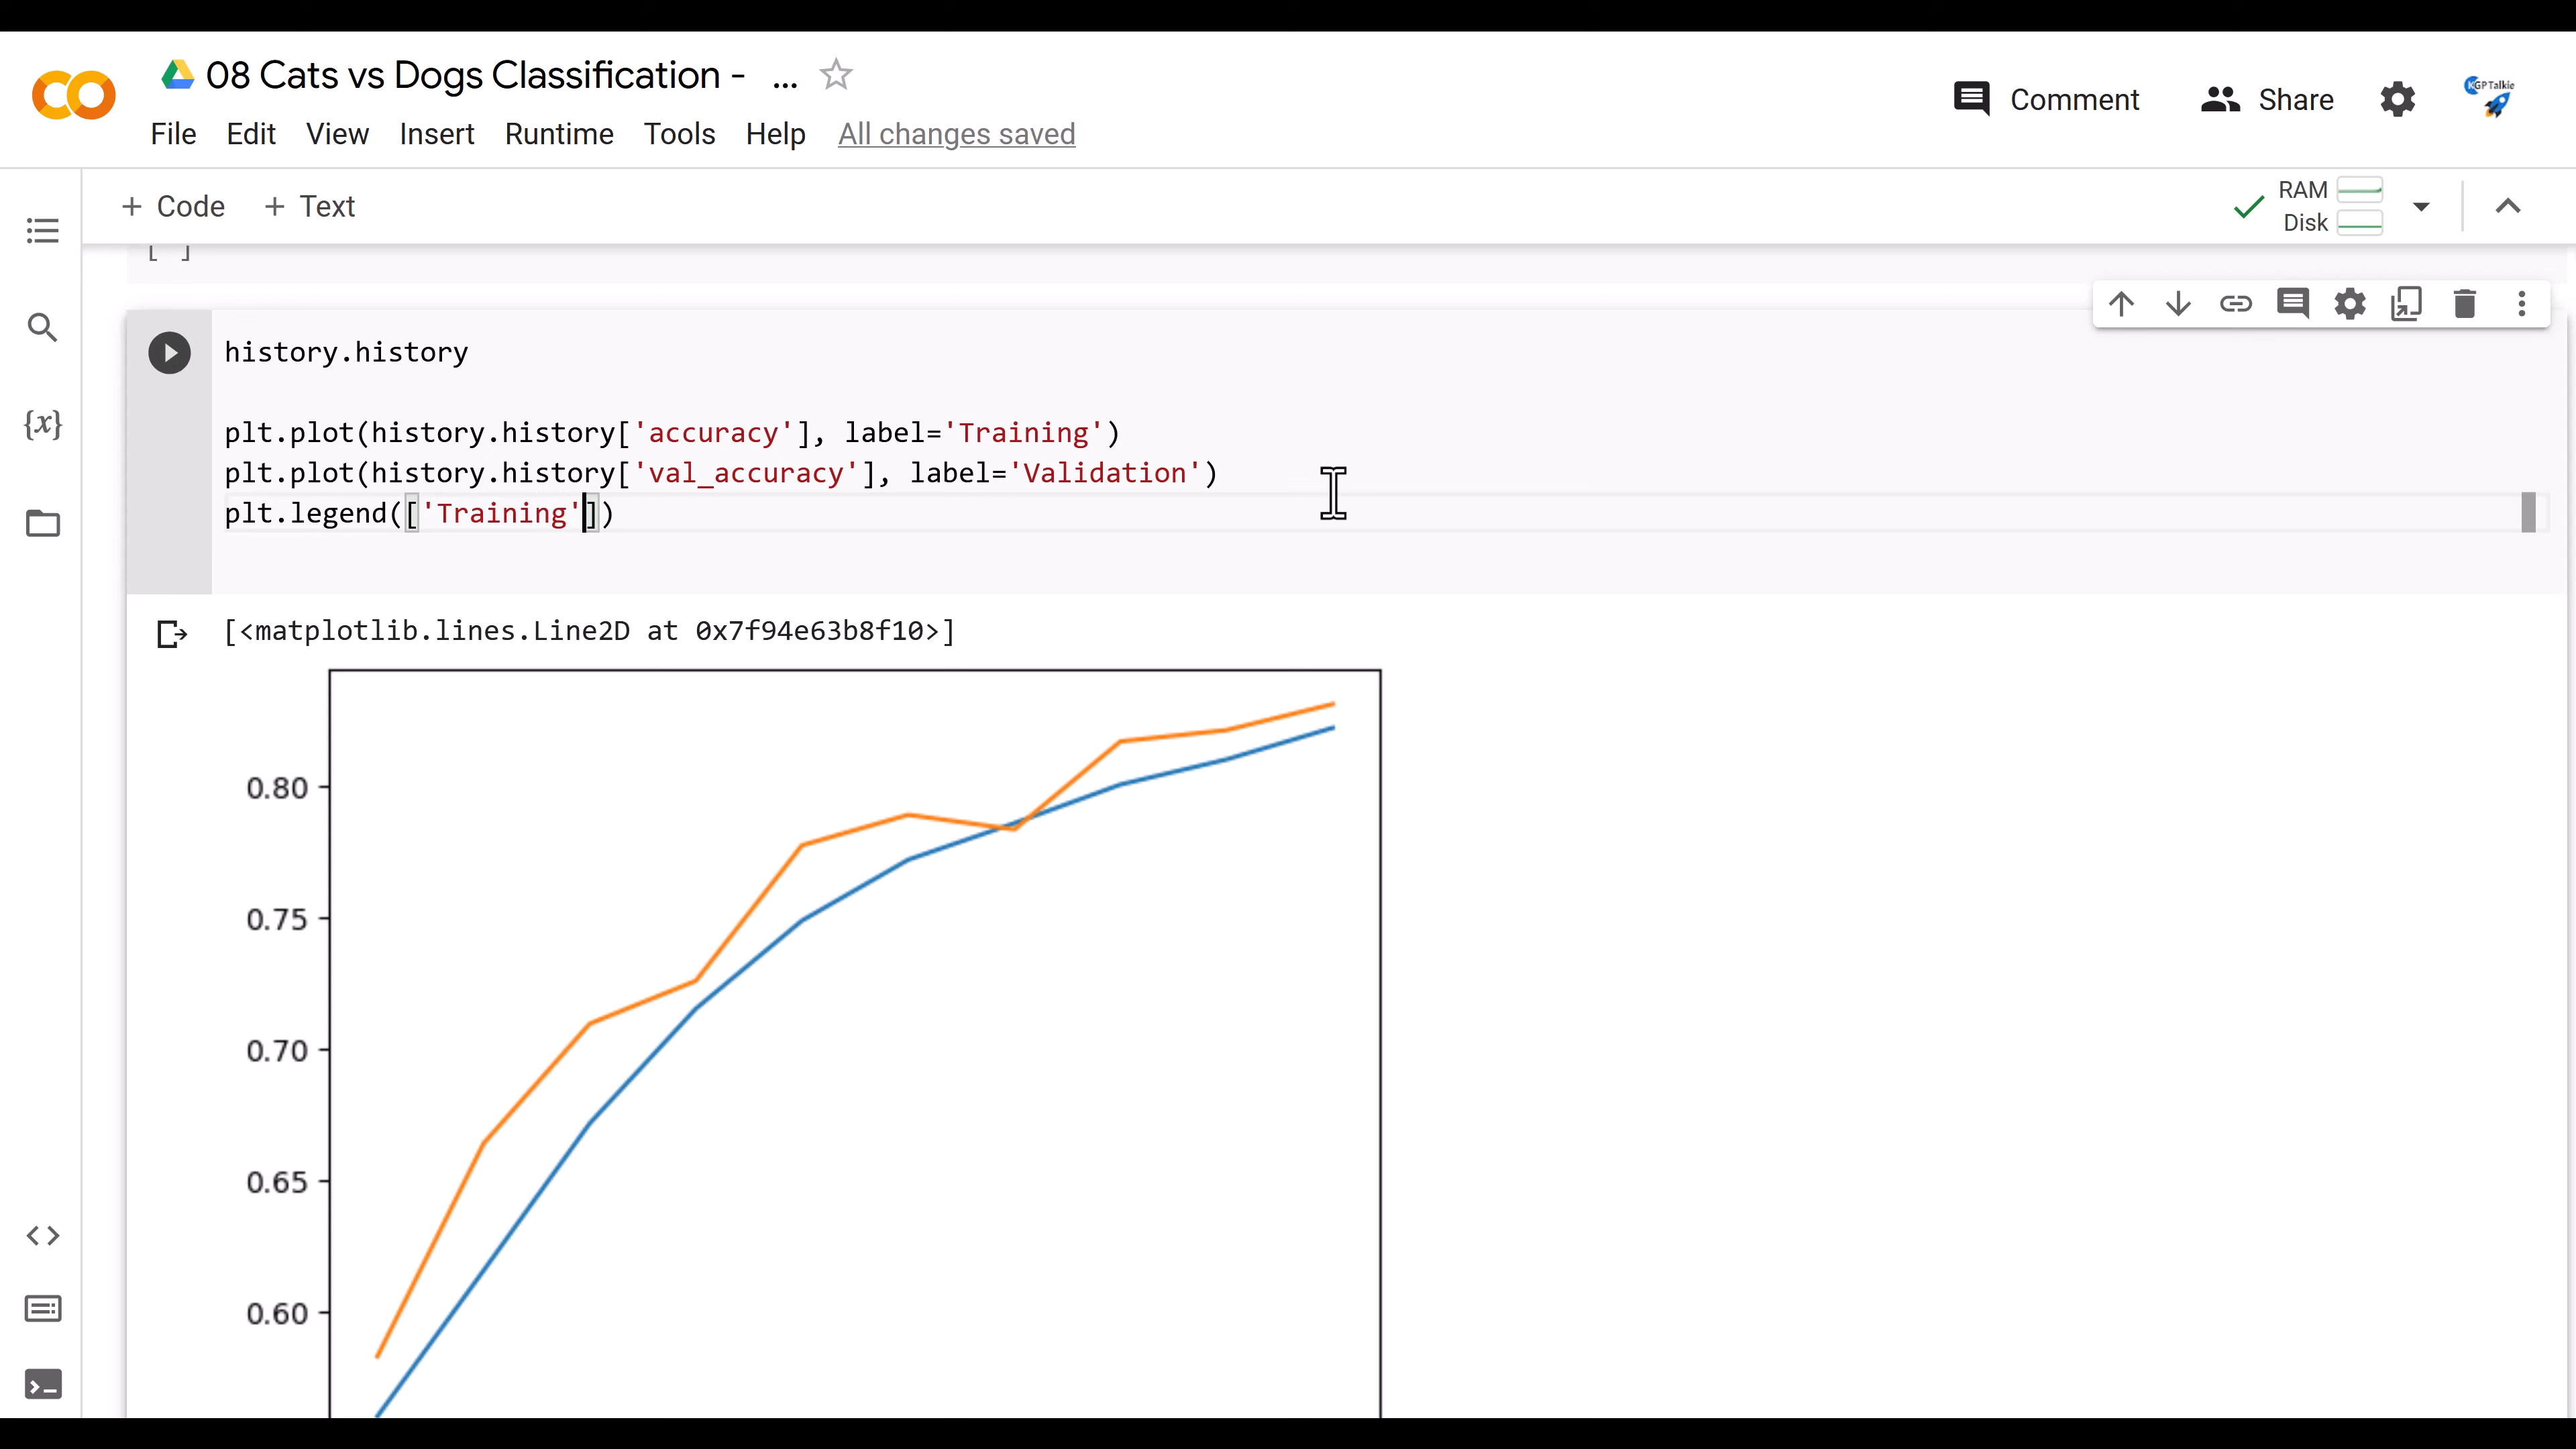 08 Cats vs Dogs Classification - ...
File Edit View Insert Runtime Tools Help All changes saved
Comment Share
KGPTalkie
+ Code + Text
RAM
Disk
[ ]
history.history
plt.plot(history.history['accuracy'], label='Training')
plt.plot(history.history['val_accuracy'], label='Validation')
plt.legend(['Training'])
{x}
[<matplotlib.lines.Line2D at 0x7f94e63b8f10>]
0.80
0.75
0.70
0.65
0.60